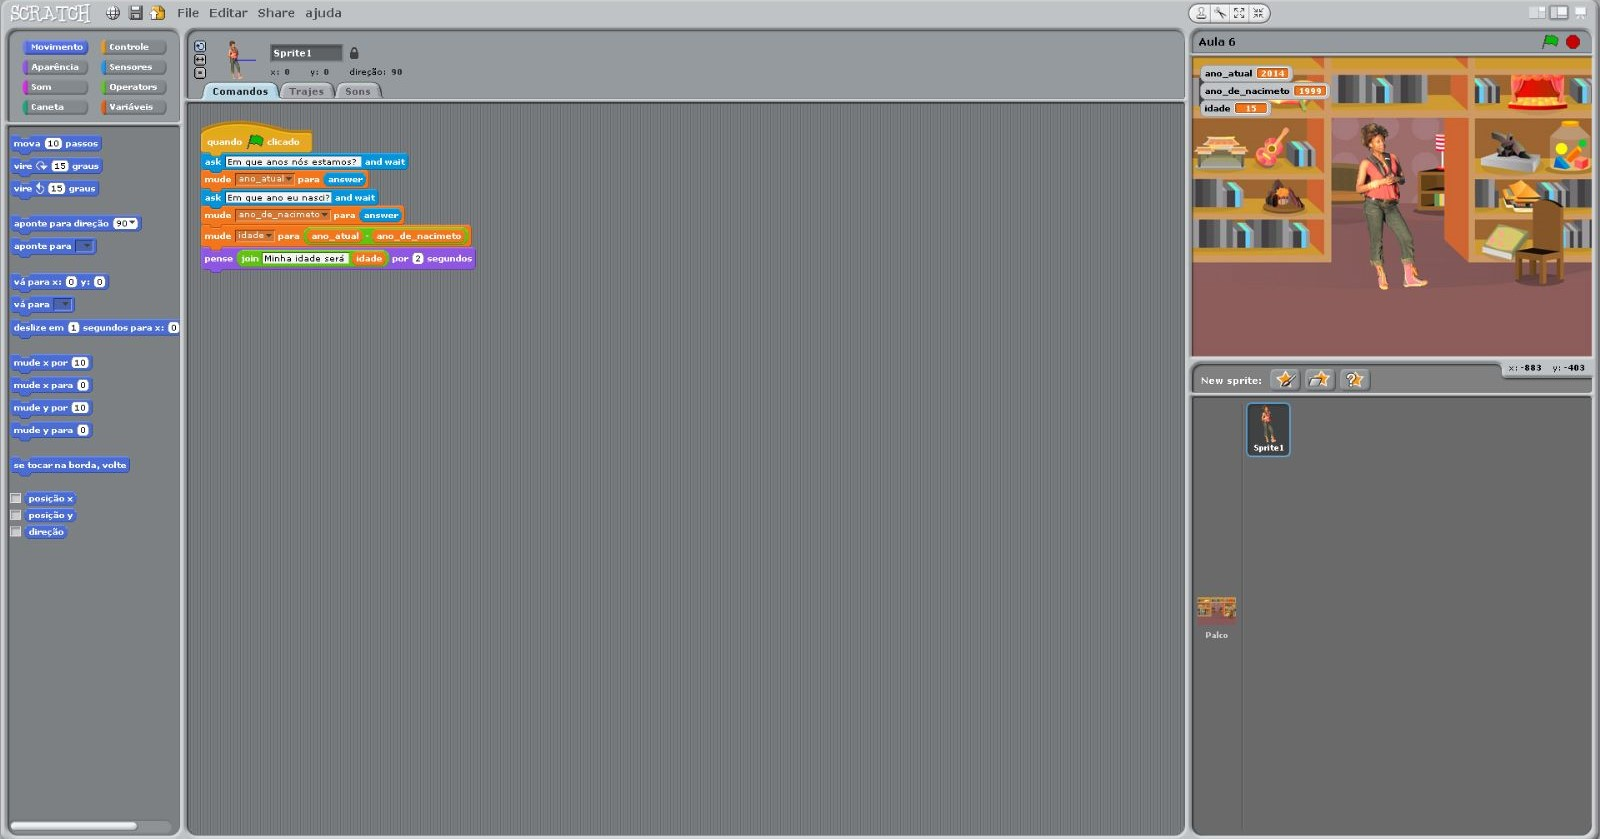 SCRATCH File Editar Share ajuda
Movimento Controle
Aparência Sensores
Som Operators
Caneta Variáveis
mova 10 passos
vire 15 graus
vire 15 graus
aponte para direção 90
aponte para
vá para x: 0 y: 0
vá para
deslize em 1 segundos para x: 0
mude x por 10
mude x para 0
mude y por 10
mude y para 0
se tocar na borda, volte
posição x
posição y
direção
Sprite1
x: 0 y: 0 direção: 90
Comandos Trajes Sons
quando clicado
ask Em que anos nós estamos? and wait
mude ano_atual para answer
ask Em que ano eu nasci? and wait
mude ano_de_nacimeto para answer
mude idade para ano_atual - ano_de_nacimeto
pense join Minha idade será idade por 2 segundos
Aula 6
ano_atual 2014
ano_de_nacimeto 1999
idade 15
x: -883 y: -403
New sprite:
Sprite1
Palco